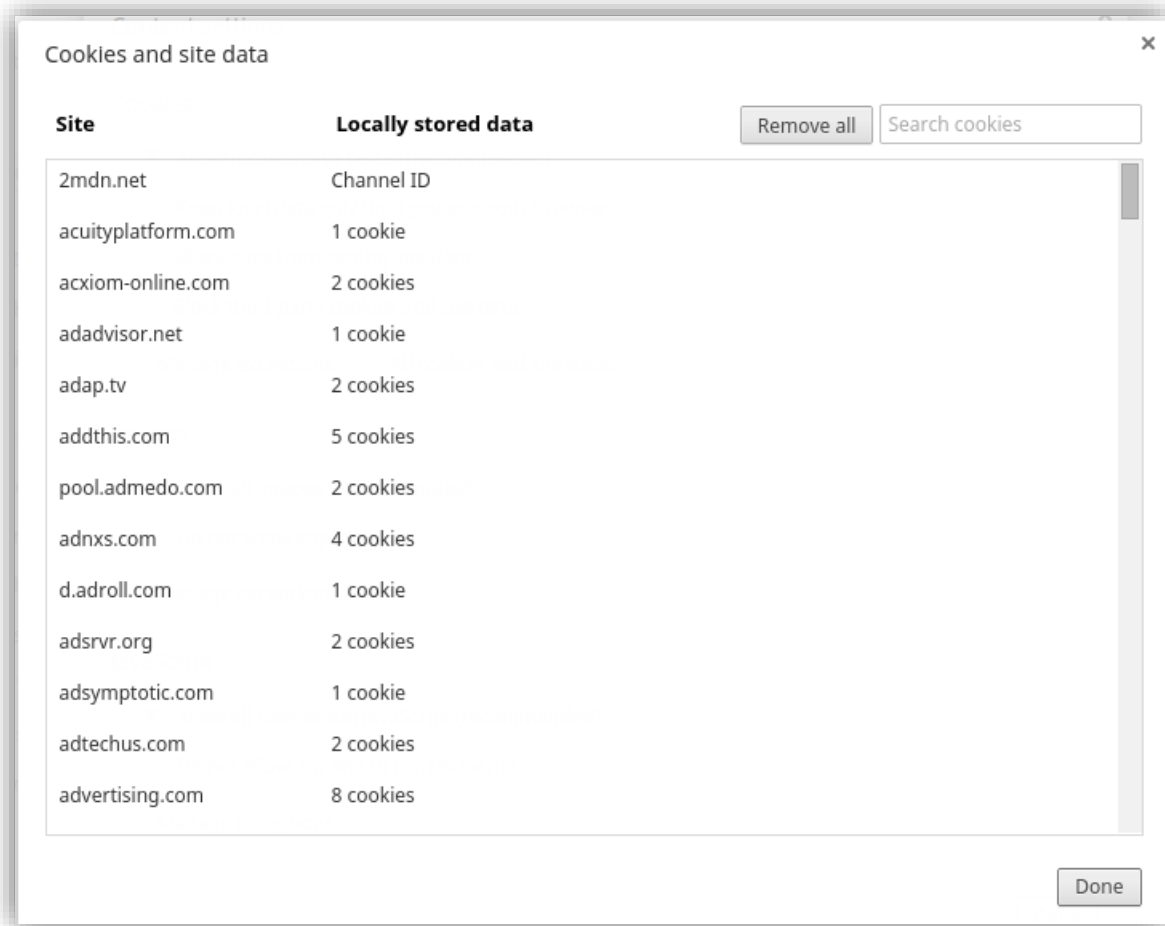 Cookies and site data ×
Site Locally stored data Remove all Search cookies
2mdn.net Channel ID
acuityplatform.com 1 cookie
acxiom-online.com 2 cookies
adadvisor.net 1 cookie
adap.tv 2 cookies
addthis.com 5 cookies
pool.admedo.com 2 cookies
adnxs.com 4 cookies
d.adroll.com 1 cookie
adsrvr.org 2 cookies
adsymptotic.com 1 cookie
adtechus.com 2 cookies
advertising.com 8 cookies
Done